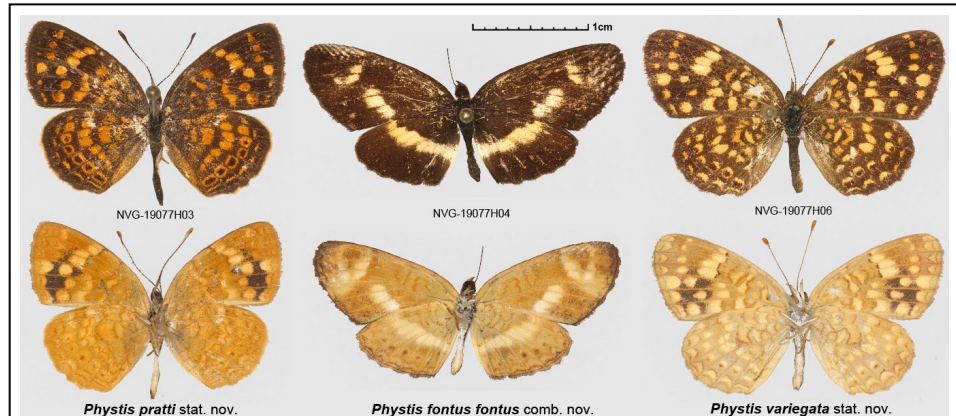 1cm
NVG-19077H03
NVG-19077H04
NVG-19077H06
Phystis pratti stat. nov.
Phystis fontus fontus comb. nov.
Phystis variegata stat. nov.